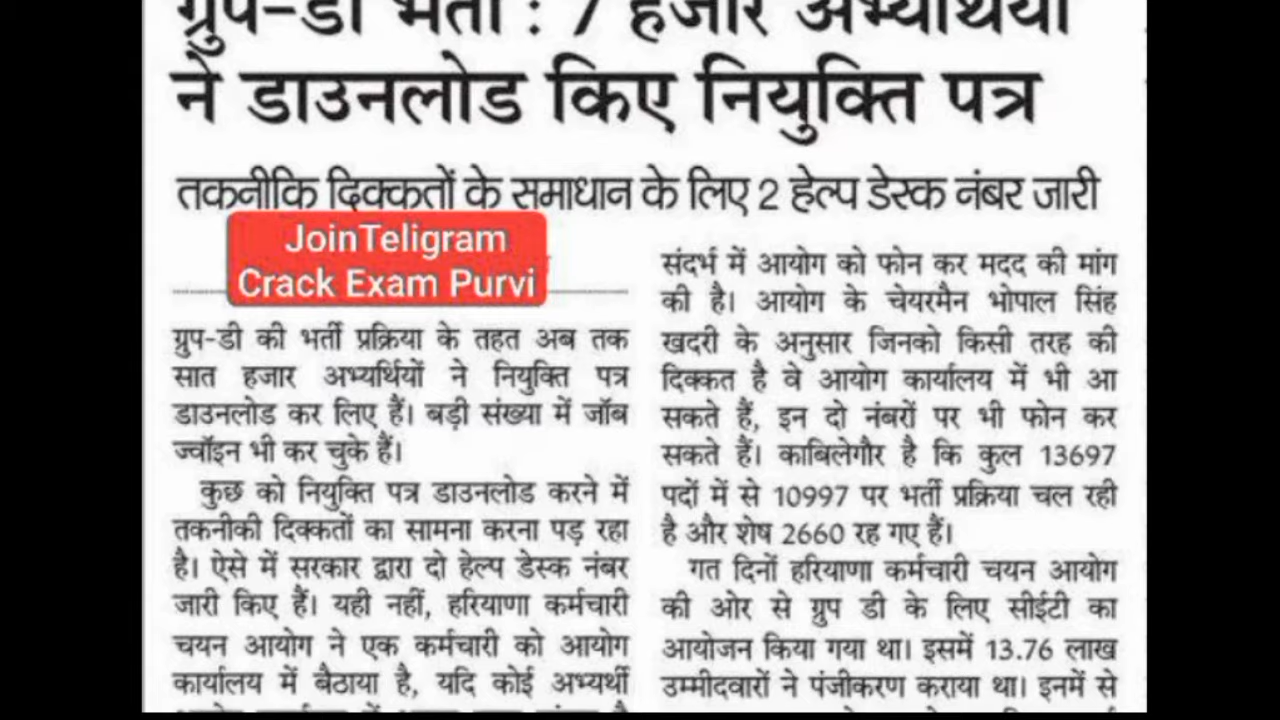 ग्रुप-डी भर्ती : 7 हजार अभ्यर्थियों
ने डाउनलोड किए नियुक्ति पत्र
तकनीकि दिक्कतों के समाधान के लिए 2 हेल्प डेस्क नंबर जारी
JoinTeligram
Crack Exam Purvi
ग्रुप-डी की भर्ती प्रक्रिया के तहत अब तक
सात हजार अभ्यर्थियों ने नियुक्ति पत्र
डाउनलोड कर लिए हैं। बड़ी संख्या में जॉब
ज्वॉइन भी कर चुके हैं।
कुछ को नियुक्ति पत्र डाउनलोड करने में
तकनीकी दिक्कतों का सामना करना पड़ रहा
है। ऐसे में सरकार द्वारा दो हेल्प डेस्क नंबर
जारी किए हैं। यही नहीं, हरियाणा कर्मचारी
चयन आयोग ने एक कर्मचारी को आयोग
कार्यालय में बैठाया है, यदि कोई अभ्यर्थी
संदर्भ में आयोग को फोन कर मदद की मांग
की है। आयोग के चेयरमैन भोपाल सिंह
खदरी के अनुसार जिनको किसी तरह की
दिक्कत है वे आयोग कार्यालय में भी आ
सकते हैं, इन दो नंबरों पर भी फोन कर
सकते हैं। काबिलेगौर है कि कुल 13697
पदों में से 10997 पर भर्ती प्रक्रिया चल रही
है और शेष 2660 रह गए हैं।
गत दिनों हरियाणा कर्मचारी चयन आयोग
की ओर से ग्रुप डी के लिए सीईटी का
आयोजन किया गया था। इसमें 13.76 लाख
उम्मीदवारों ने पंजीकरण कराया था। इनमें से